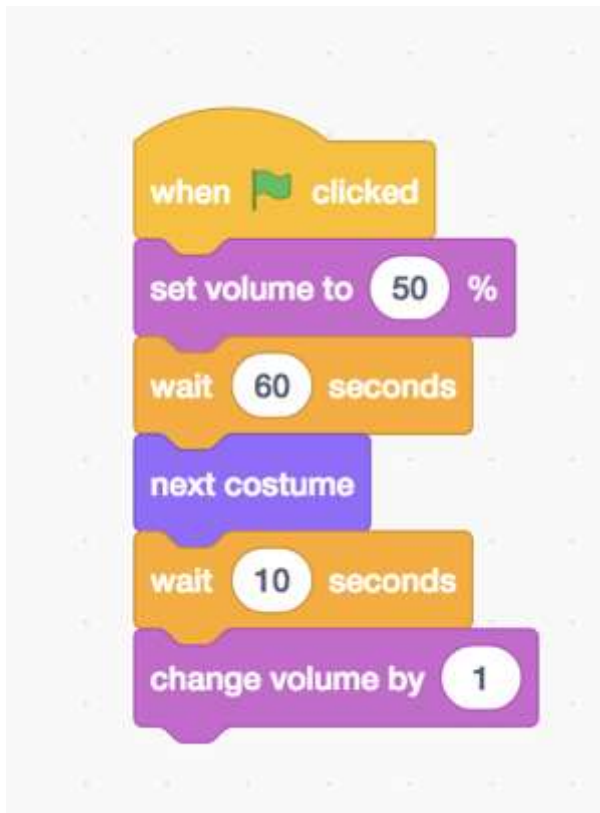 when clicked
set volume to 50 %
wait 60 seconds
next costume
wait 10 seconds
change volume by 1